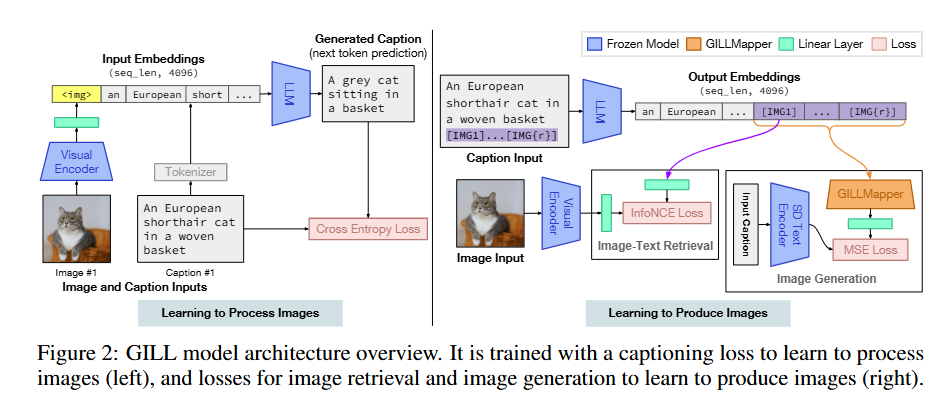 Input Embeddings
(seq_len, 4096)
<img> an European short ...
LLM
Generated Caption
(next token prediction)
A grey cat
sitting in
a basket
Visual
Encoder
Tokenizer
An European
shorthair cat
in a woven
basket
Cross Entropy Loss
Image #1
Caption #1
Image and Caption Inputs
Learning to Process Images
Frozen Model
GILLMapper
Linear Layer
Loss
An European
shorthair cat in
a woven basket
[IMG1]...[IMG{r}]
Caption Input
LLM
Output Embeddings
(seq_len, 4096)
an European ... [IMG1] ... [IMG{r}]
Image Input
Visual
Encoder
InfoNCE Loss
Image-Text Retrieval
Input Caption
SD Text
Encoder
GILLMapper
MSE Loss
Image Generation
Learning to Produce Images
Figure 2: GILL model architecture overview. It is trained with a captioning loss to learn to process
images (left), and losses for image retrieval and image generation to learn to produce images (right).